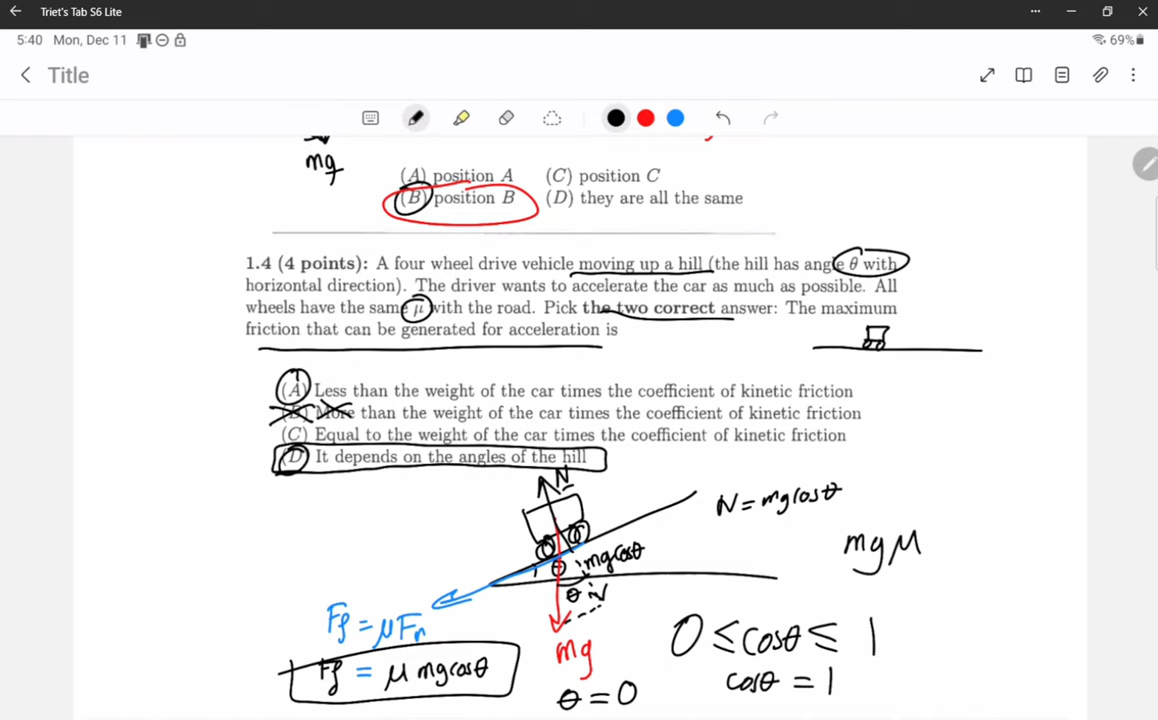 Triet's Tab S6 Lite
5:40 Mon, Dec 11 69%
Title
mg
(A) position A (C) position C
(B) position B (D) they are all the same
1.4 (4 points): A four wheel drive vehicle moving up a hill (the hill has angle θ with
horizontal direction). The driver wants to accelerate the car as much as possible. All
wheels have the same μ with the road. Pick the two correct answer: The maximum
friction that can be generated for acceleration is
(A) Less than the weight of the car times the coefficient of kinetic friction
(B) More than the weight of the car times the coefficient of kinetic friction
(C) Equal to the weight of the car times the coefficient of kinetic friction
(D) It depends on the angles of the hill
N
N = mg cosθ
mg μ
mg cosθ
θ
θ
Ff = μFn
Ff = μ mg cosθ
mg
θ = 0
0 ≤ cosθ ≤ 1
cosθ = 1